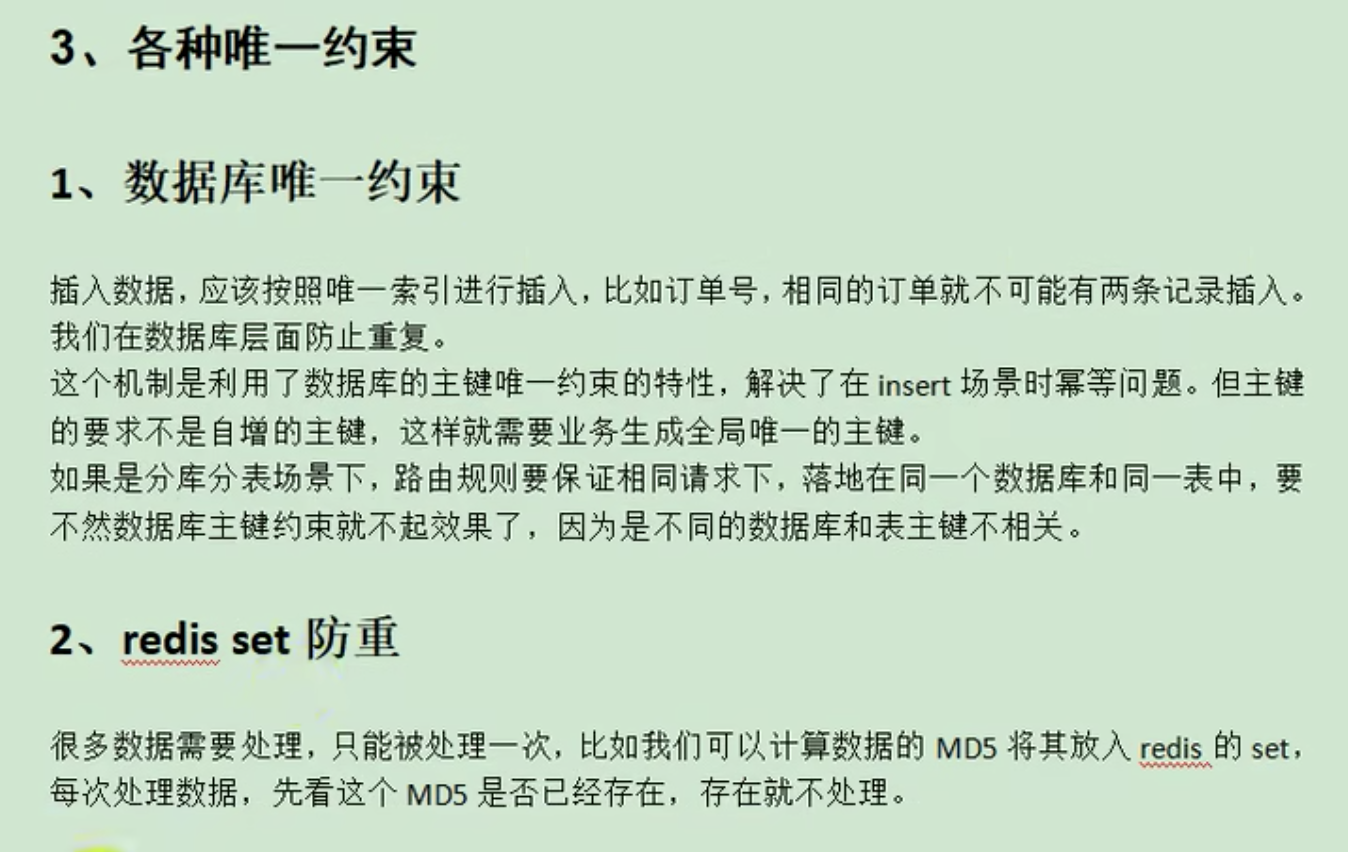 3、各种唯一约束
1、数据库唯一约束
插入数据，应该按照唯一索引进行插入，比如订单号，相同的订单就不可能有两条记录插入。
我们在数据库层面防止重复。
这个机制是利用了数据库的主键唯一约束的特性，解决了在 insert 场景时幂等问题。但主键
的要求不是自增的主键，这样就需要业务生成全局唯一的主键。
如果是分库分表场景下，路由规则要保证相同请求下，落地在同一个数据库和同一表中，要
不然数据库主键约束就不起效果了，因为是不同的数据库和表主键不相关。
2、redis set 防重
很多数据需要处理，只能被处理一次，比如我们可以计算数据的 MD5 将其放入 redis 的 set，
每次处理数据，先看这个 MD5 是否已经存在，存在就不处理。